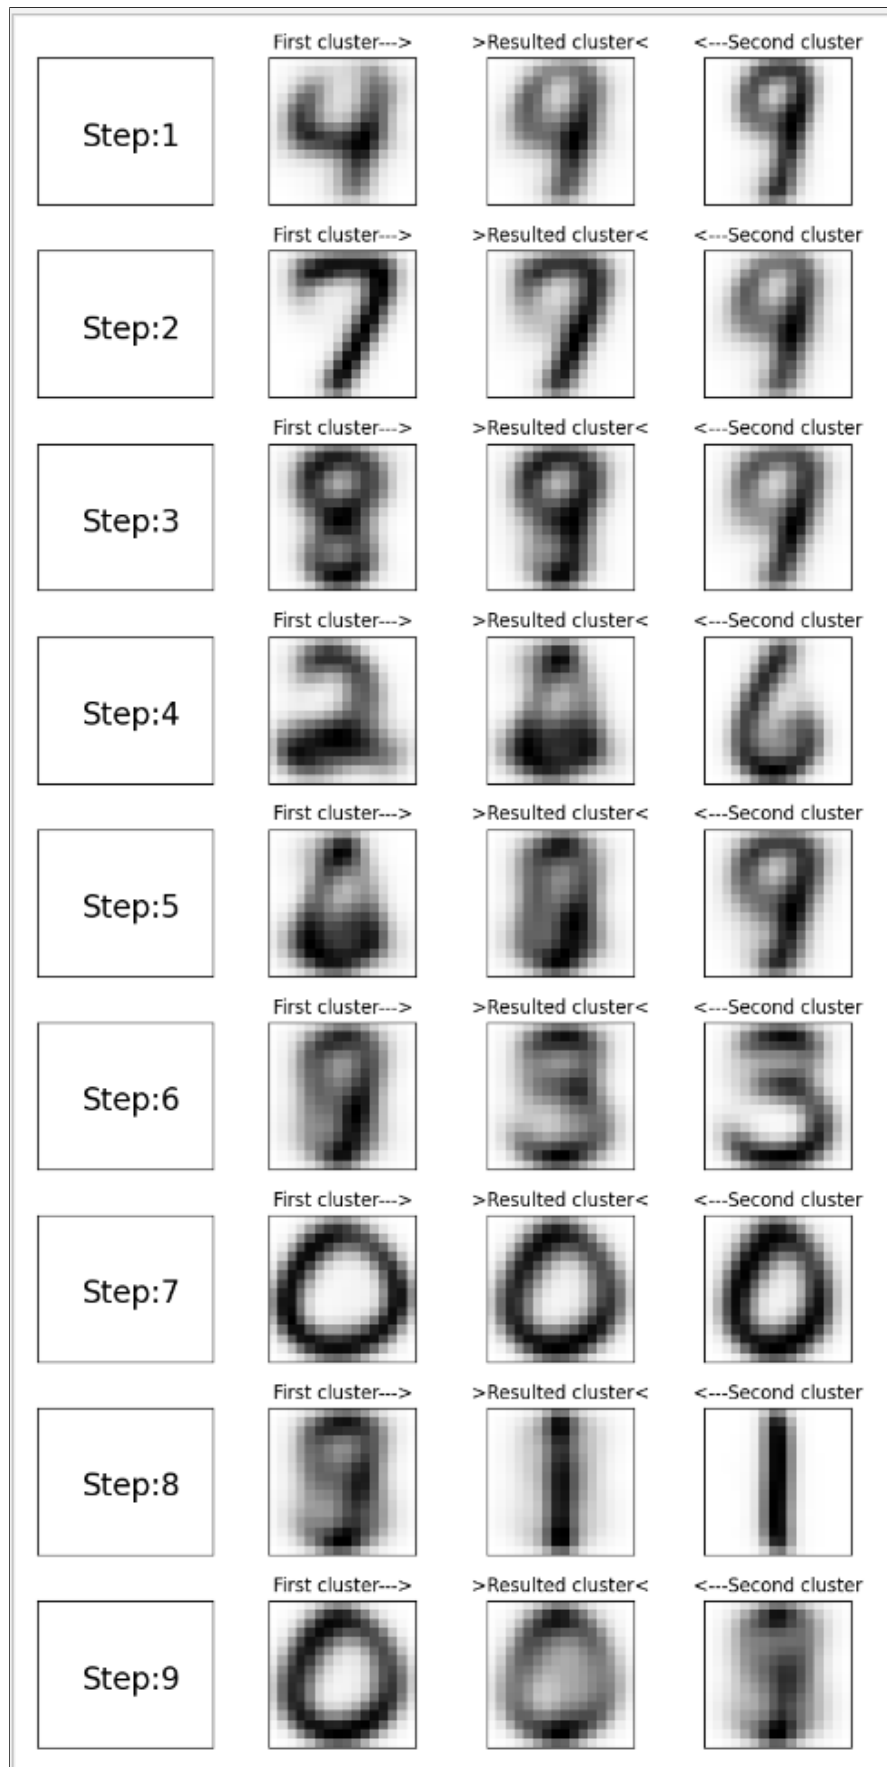 First cluster---> >Resulted cluster< <---Second cluster
Step:1
First cluster---> >Resulted cluster< <---Second cluster
Step:2
First cluster---> >Resulted cluster< <---Second cluster
Step:3
First cluster---> >Resulted cluster< <---Second cluster
Step:4
First cluster---> >Resulted cluster< <---Second cluster
Step:5
First cluster---> >Resulted cluster< <---Second cluster
Step:6
First cluster---> >Resulted cluster< <---Second cluster
Step:7
First cluster---> >Resulted cluster< <---Second cluster
Step:8
First cluster---> >Resulted cluster< <---Second cluster
Step:9